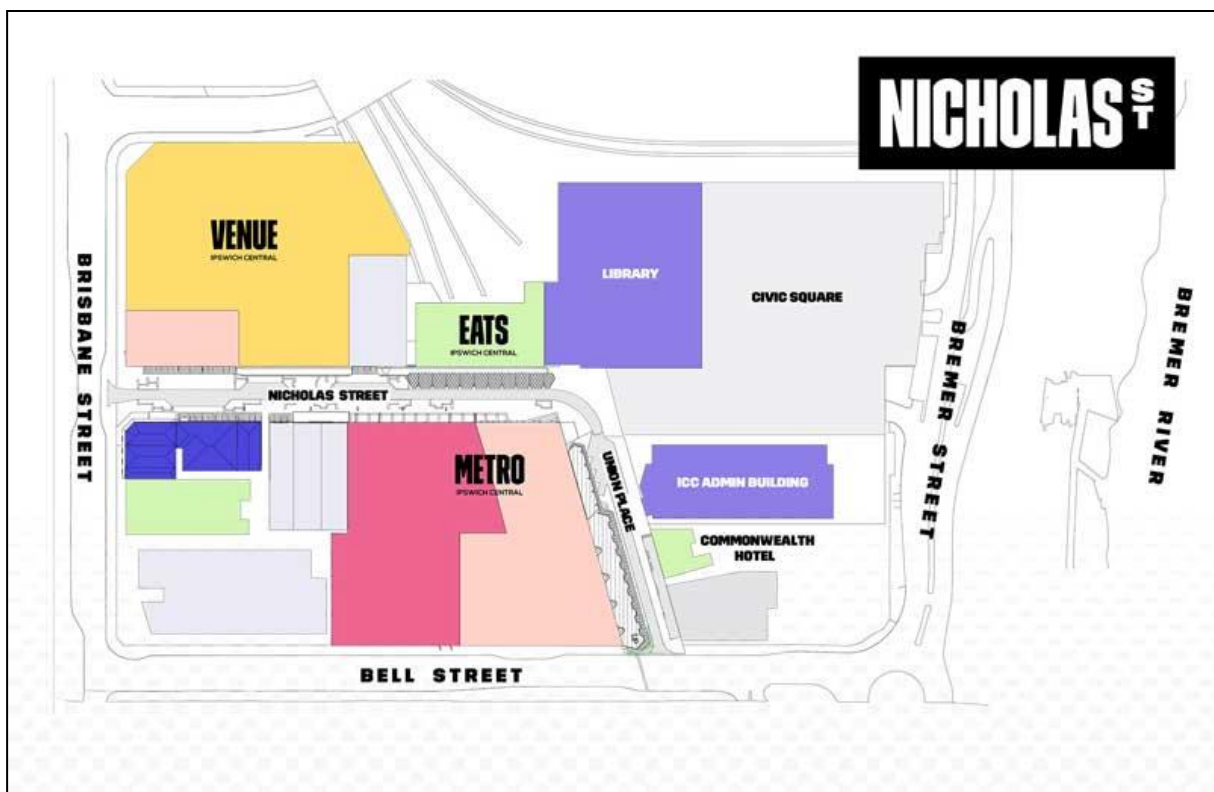 NICHOLAS ST
VENUE
IPSWICH CENTRAL
LIBRARY
CIVIC SQUARE
EATS
IPSWICH CENTRAL
BRISBANE STREET
NICHOLAS STREET
BREMER STREET
BREMER RIVER
METRO
IPSWICH CENTRAL
UNION PLACE
ICC ADMIN BUILDING
COMMONWEALTH
HOTEL
BELL STREET